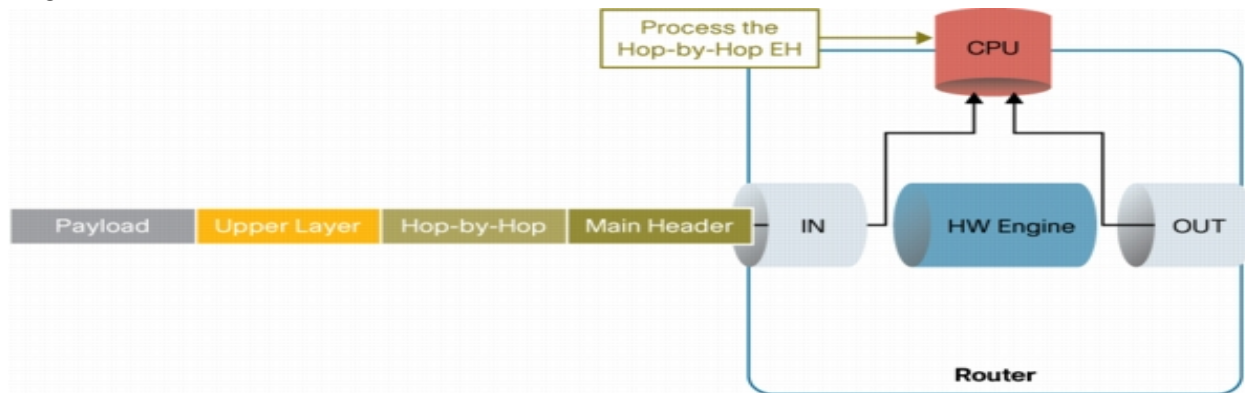 Process the
Hop-by-Hop EH
CPU
Payload
Upper Layer
Hop-by-Hop
Main Header
IN
HW Engine
OUT
Router